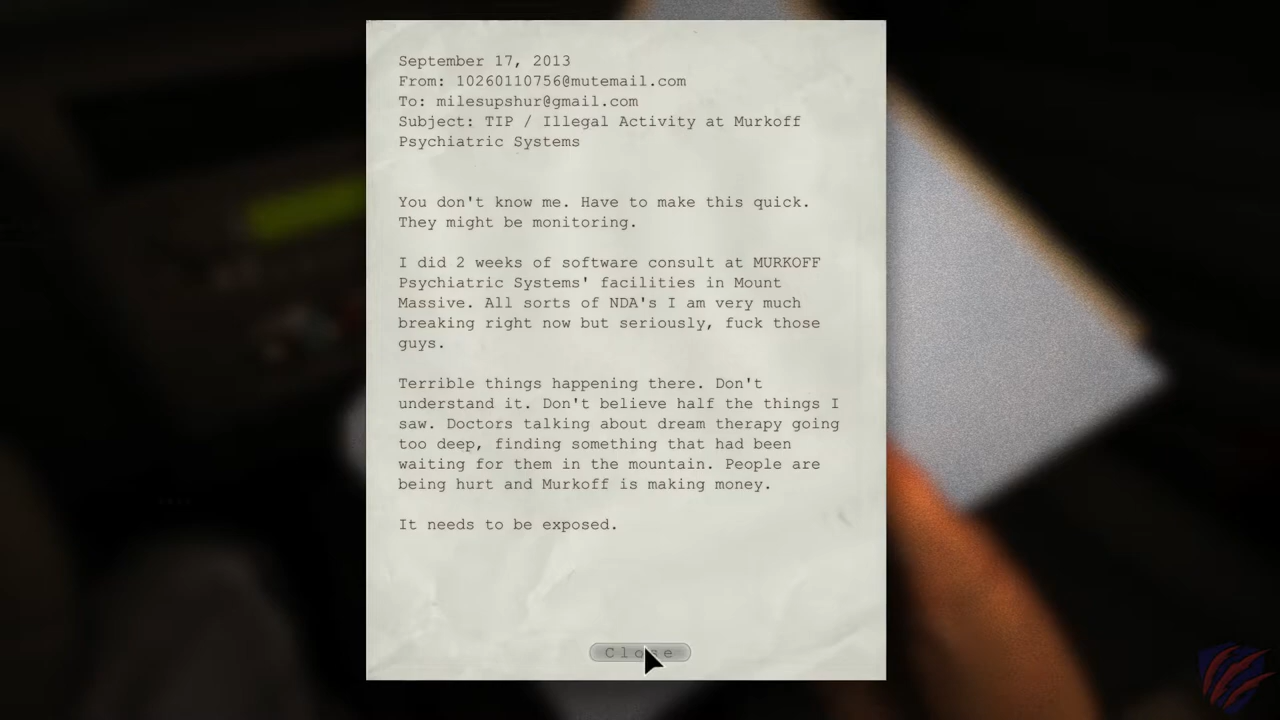 September 17, 2013
From: 10260110756@mutemail.com
To: milesupshur@gmail.com
Subject: TIP / Illegal Activity at Murkoff
Psychiatric Systems
You don't know me. Have to make this quick.
They might be monitoring.
I did 2 weeks of software consult at MURKOFF
Psychiatric Systems' facilities in Mount
Massive. All sorts of NDA's I am very much
breaking right now but seriously, fuck those
guys.
Terrible things happening there. Don't
understand it. Don't believe half the things I
saw. Doctors talking about dream therapy going
too deep, finding something that had been
waiting for them in the mountain. People are
being hurt and Murkoff is making money.
It needs to be exposed.
Close